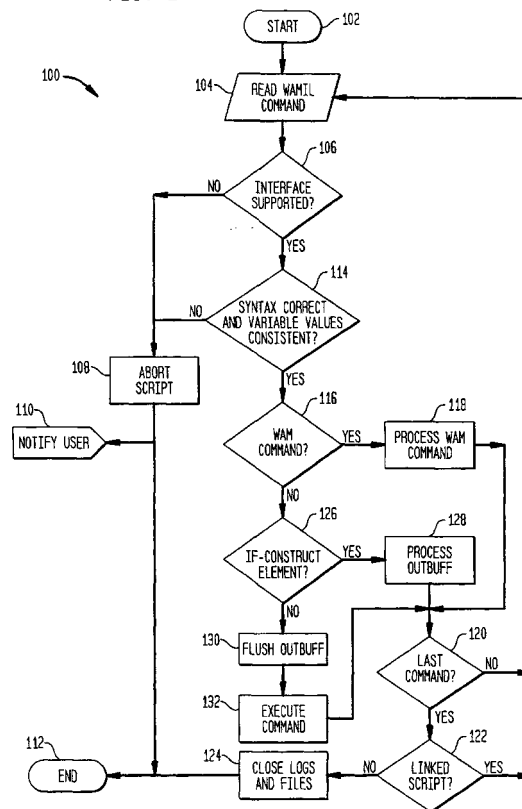 START
102
100
104
READ WAMIL
COMMAND
106
INTERFACE
SUPPORTED?
NO
YES
114
SYNTAX CORRECT
AND VARIABLE VALUES
CONSISTENT?
NO
YES
108
ABORT
SCRIPT
110
NOTIFY USER
116
WAM
COMMAND?
YES
NO
118
PROCESS WAM
COMMAND
126
IF-CONSTRUCT
ELEMENT?
YES
NO
128
PROCESS
OUTBUFF
130
FLUSH OUTBUFF
132
EXECUTE
COMMAND
120
LAST
COMMAND?
NO
YES
122
LINKED
SCRIPT?
NO
YES
124
CLOSE LOGS
AND FILES
112
END